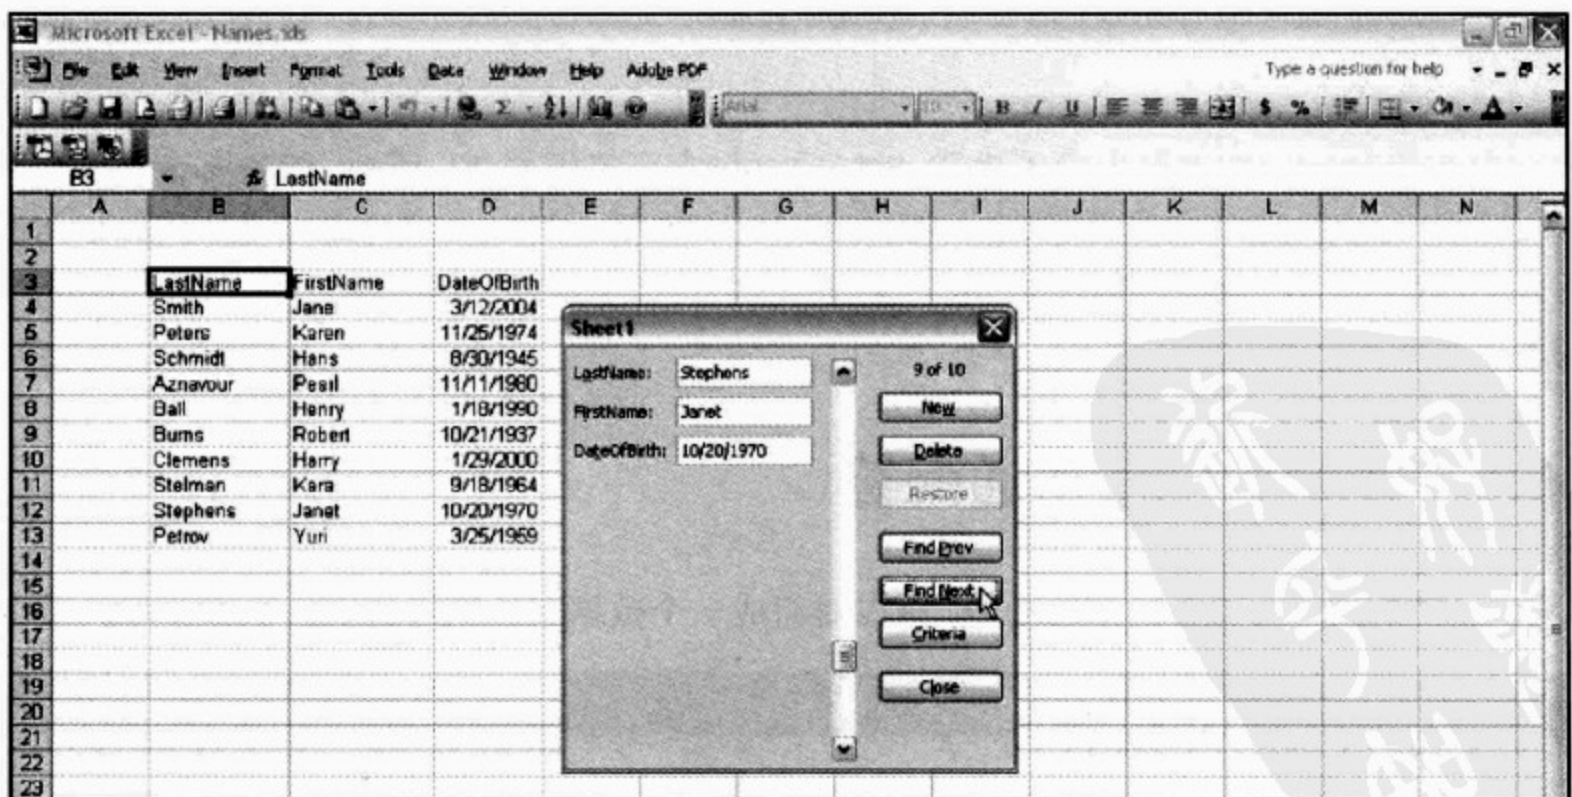 Microsoft Excel - Names.xls
File Edit View Insert Format Tools Data Window Help Adobe PDF Type a question for help
Arial 10 B I U $ %
B3 fx LastName
A B C D E F G H I J K L M N
1
2
3 LastName FirstName DateOfBirth
4 Smith Jane 3/12/2004
5 Peters Karen 11/25/1974
6 Schmidt Hans 8/30/1945
7 Aznavour Pearl 11/11/1980
8 Ball Henry 1/18/1990
9 Burns Robert 10/21/1937
10 Clemens Harry 1/29/2000
11 Stelman Kara 9/18/1964
12 Stephens Janet 10/20/1970
13 Petrov Yuri 3/25/1959
14
15
16
17
18
19
20
21
22
23
Sheet1
9 of 10
LastName: Stephens
FirstName: Janet
DateOfBirth: 10/20/1970
New
Delete
Restore
Find Prev
Find Next
Criteria
Close